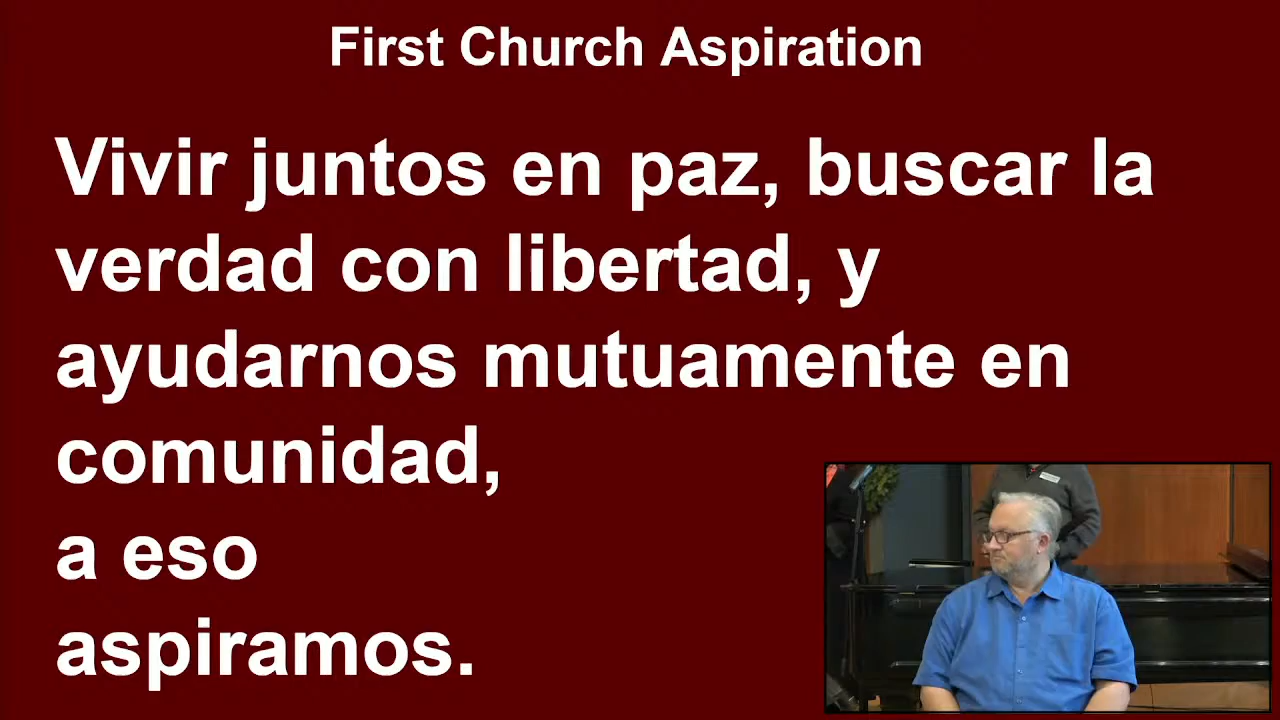 First Church Aspiration
Vivir juntos en paz, buscar la
verdad con libertad, y
ayudarnos mutuamente en
comunidad,
a eso
aspiramos.